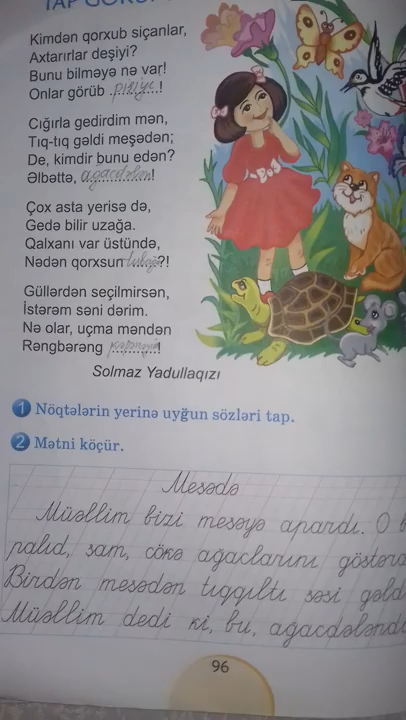 TAP GÖRÜM
Kimdən qorxub siçanlar,
Axtarırlar deşiyi?
Bunu bilməyə nə var!
Onlar görüb pişiyi!
Cığırla gedirdim mən,
Tıq-tıq gəldi meşədən;
De, kimdir bunu edən?
Əlbəttə, ağacdələn!
Çox asta yerisə də,
Gedə bilir uzağa.
Qalxanı var üstündə,
Nədən qorxsun ?!
Güllərdən seçilmirsən,
İstərəm səni dərim.
Nə olar, uçma məndən
Rəngbərəng !
Solmaz Yadullaqızı
1 Nöqtələrin yerinə uyğun sözləri tap.
2 Mətni köçür.
Meşədə
Müəllim bizi meşəyə apardı. O
palıd, şam, cökə ağaclarını göstərd
Birdən meşədən tıqqıltı səsi gəld
Müəllim dedi ki, bu, ağacdələndi
96